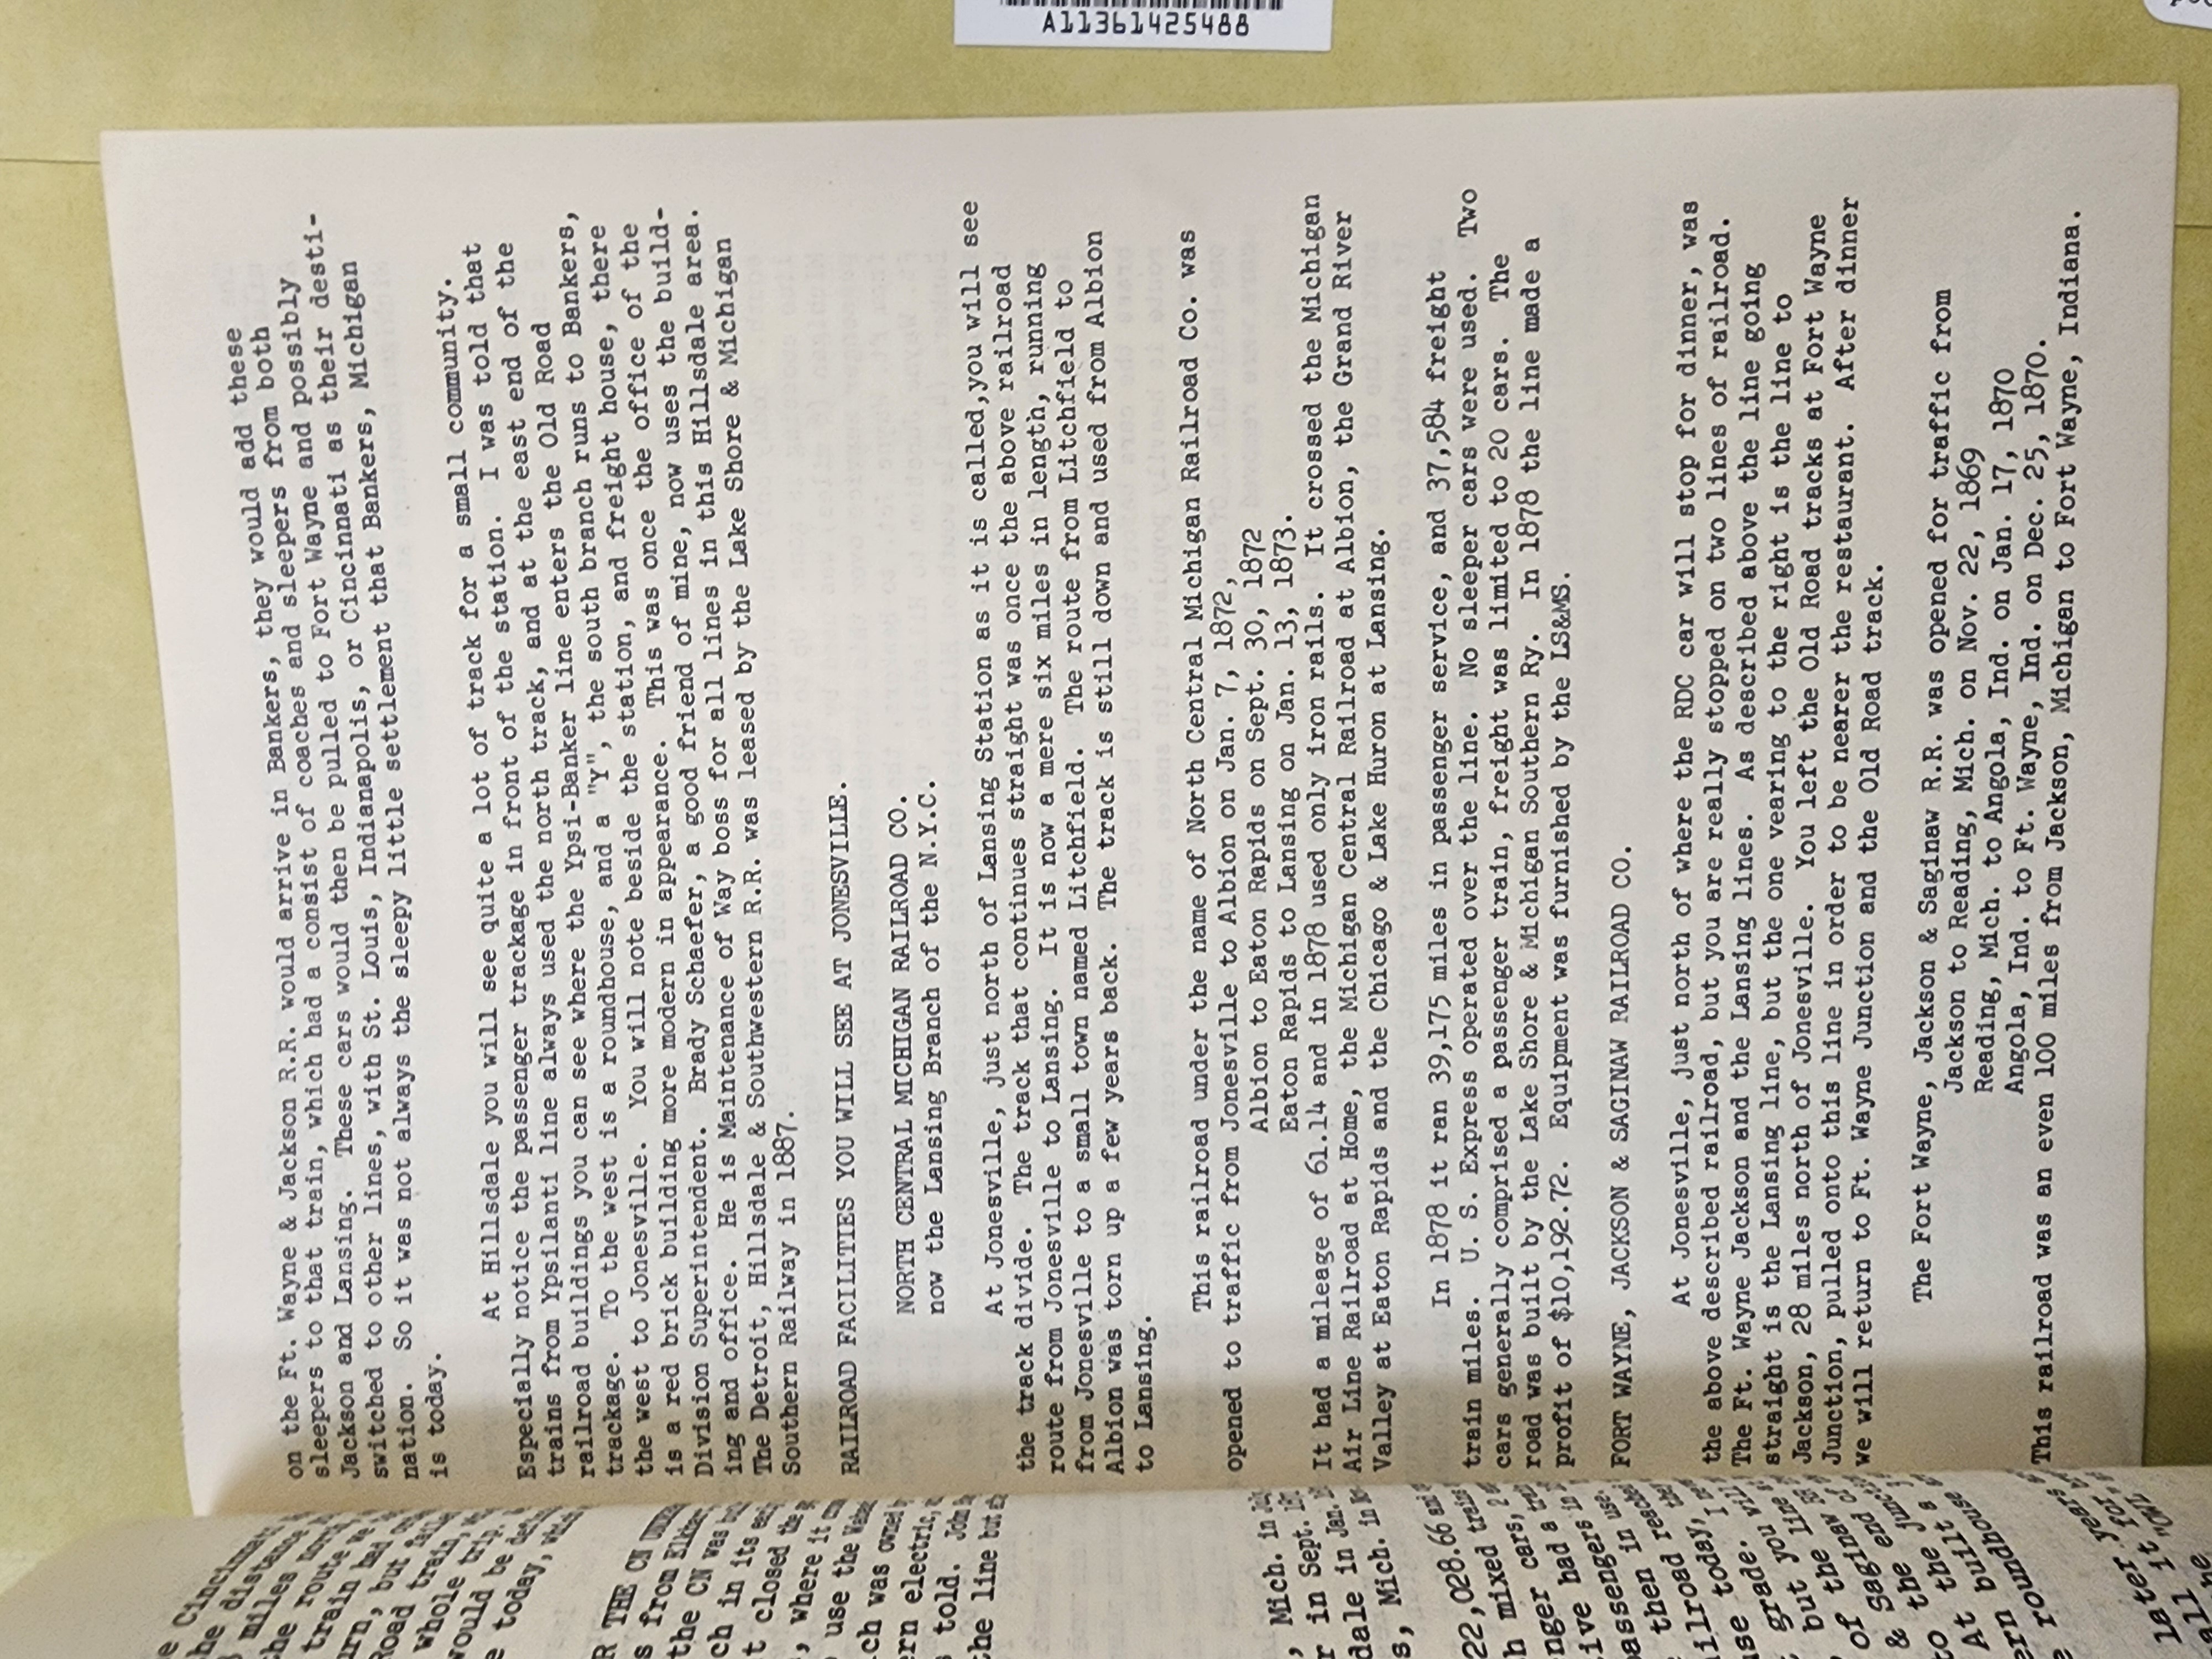 on the Ft. Wayne & Jackson R.R. would arrive in Bankers, they would add these
sleepers to that train, which had a consist of coaches and sleepers from both
Jackson and Lansing. These cars would then be pulled to Fort Wayne and possibly
switched to other lines, with St. Louis, Indianapolis, or Cincinnati as their desti-
nation. So it was not always the sleepy little settlement that Bankers, Michigan
is today.
At Hillsdale you will see quite a lot of track for a small community.
Especially notice the passenger trackage in front of the station. I was told that
trains from Ypsilanti line always used the north track, and at the east end of the
railroad buildings you can see where the Ypsi-Banker line enters the Old Road
trackage. To the west is a roundhouse, and a "Y", the south branch runs to Bankers,
the west to Jonesville. You will note beside the station, and freight house, there
is a red brick building more modern in appearance. This was once the office of the
Division Superintendent. Brady Schaefer, a good friend of mine, now uses the build-
ing and office. He is Maintenance of Way boss for all lines in this Hillsdale area.
The Detroit, Hillsdale & Southwestern R.R. was leased by the Lake Shore & Michigan
Southern Railway in 1887.
RAILROAD FACILITIES YOU WILL SEE AT JONESVILLE.
NORTH CENTRAL MICHIGAN RAILROAD CO.
now the Lansing Branch of the N.Y.C.
At Jonesville, just north of Lansing Station as it is called,you will see
the track divide. The track that continues straight was once the above railroad
route from Jonesville to Lansing. It is now a mere six miles in length, running
from Jonesville to a small town named Litchfield. The route from Litchfield to
Albion was torn up a few years back. The track is still down and used from Albion
to Lansing.
This railroad under the name of North Central Michigan Railroad Co. was
opened to traffic from Jonesville to Albion on Jan. 7, 1872,
Albion to Eaton Rapids on Sept. 30, 1872
Eaton Rapids to Lansing on Jan. 13, 1873.
It had a mileage of 61.14 and in 1878 used only iron rails. It crossed the Michigan
Air Line Railroad at Home, the Michigan Central Railroad at Albion, the Grand River
Valley at Eaton Rapids and the Chicago & Lake Huron at Lansing.
In 1878 it ran 39,175 miles in passenger service, and 37,584 freight
train miles. U. S. Express operated over the line. No sleeper cars were used. Two
cars generally comprised a passenger train, freight was limited to 20 cars. The
road was built by the Lake Shore & Michigan Southern Ry. In 1878 the line made a
profit of $10,192.72. Equipment was furnished by the LS&MS.
FORT WAYNE, JACKSON & SAGINAW RAILROAD CO.
At Jonesville, just north of where the RDC car will stop for dinner, was
the above described railroad, but you are really stopped on two lines of railroad.
The Ft. Wayne Jackson and the Lansing lines. As described above the line going
straight is the Lansing line, but the one vearing to the right is the line to
Jackson, 28 miles north of Jonesville. You left the Old Road tracks at Fort Wayne
Junction, pulled onto this line in order to be nearer the restaurant. After dinner
we will return to Ft. Wayne Junction and the Old Road track.
The Fort Wayne, Jackson & Saginaw R.R. was opened for traffic from
Jackson to Reading, Mich. on Nov. 22, 1869
Reading, Mich. to Angola, Ind. on Jan. 17, 1870
Angola, Ind. to Ft. Wayne, Ind. on Dec. 25, 1870.
This railroad was an even 100 miles from Jackson, Michigan to Fort Wayne, Indiana.
A11361425488